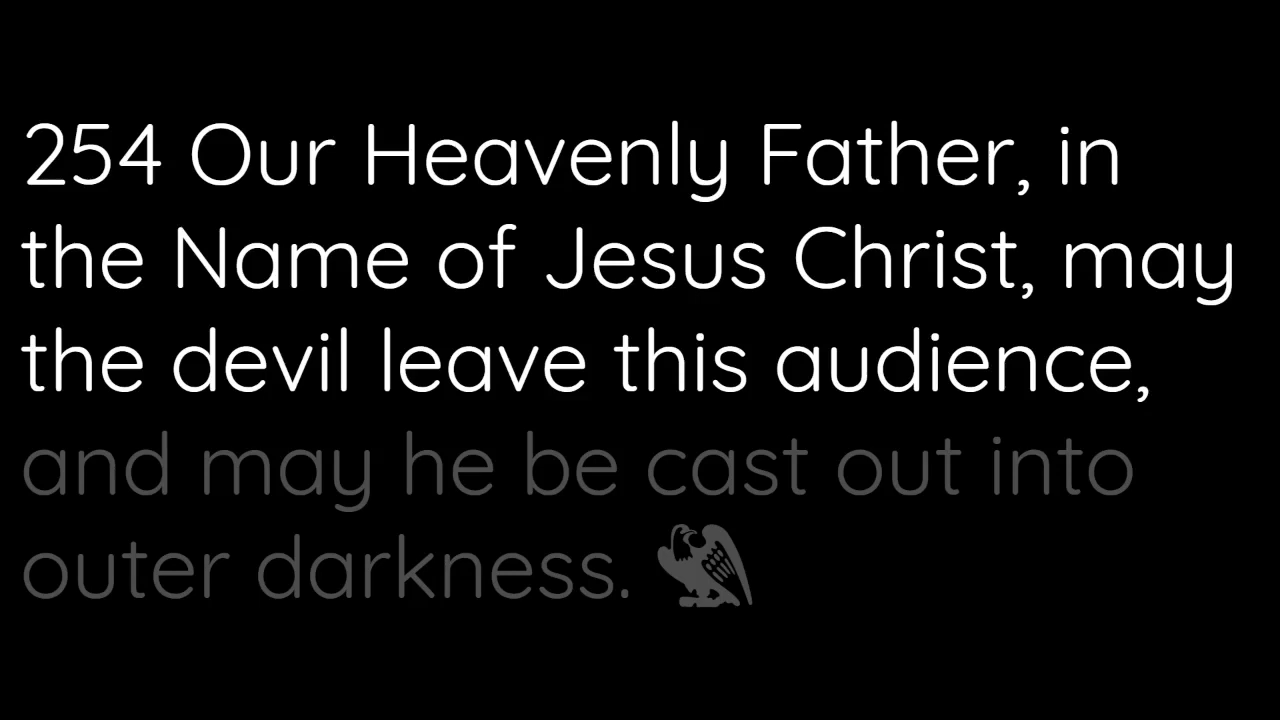 254 Our Heavenly Father, in
the Name of Jesus Christ, may
the devil leave this audience,
and may he be cast out into
outer darkness.